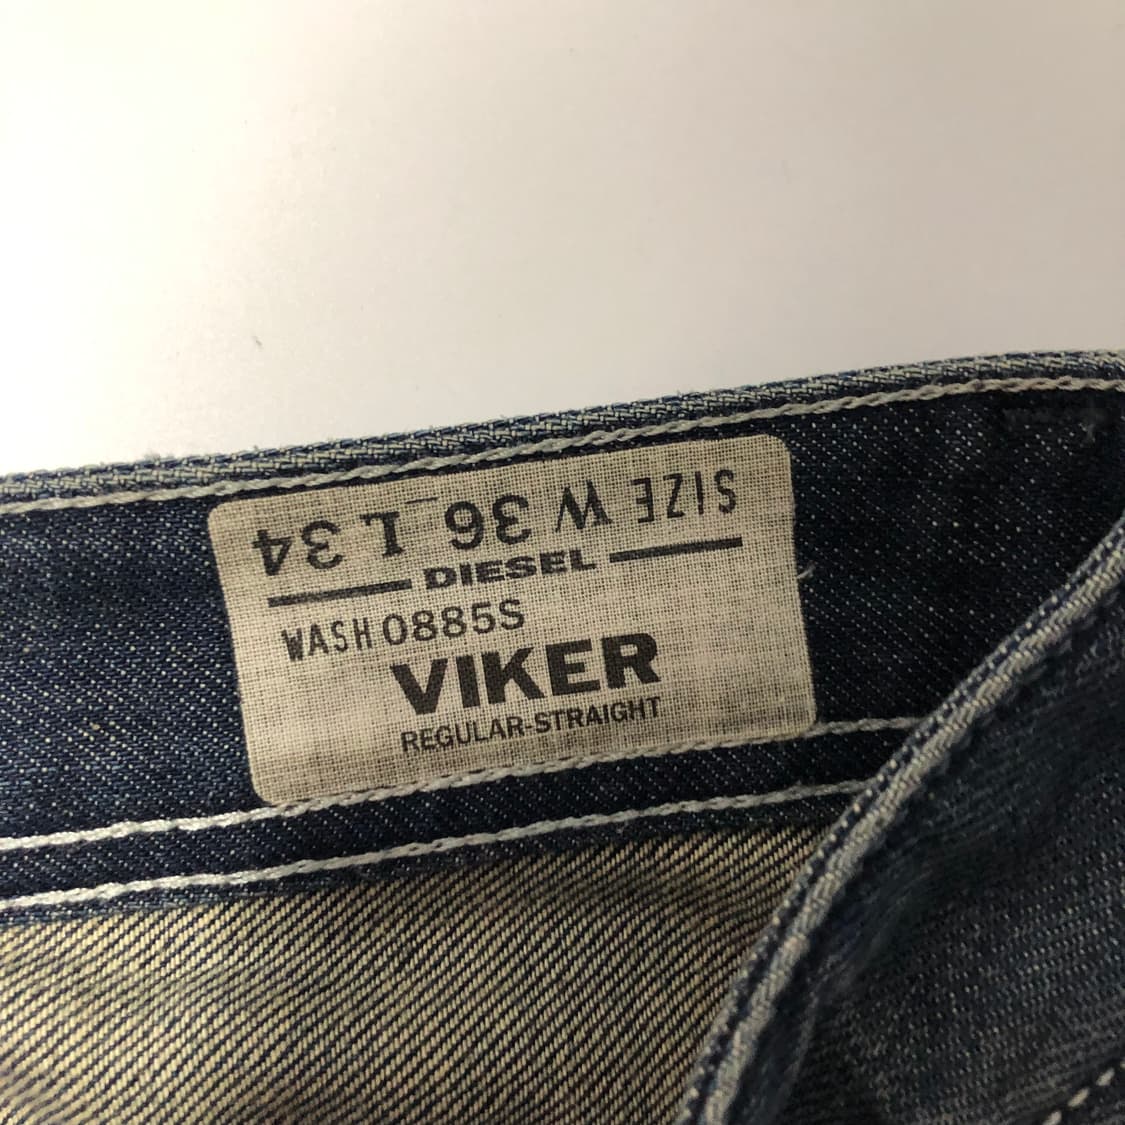 SIZE W 36 L 34
DIESEL
WASH 0885S
VIKER
REGULAR-STRAIGHT